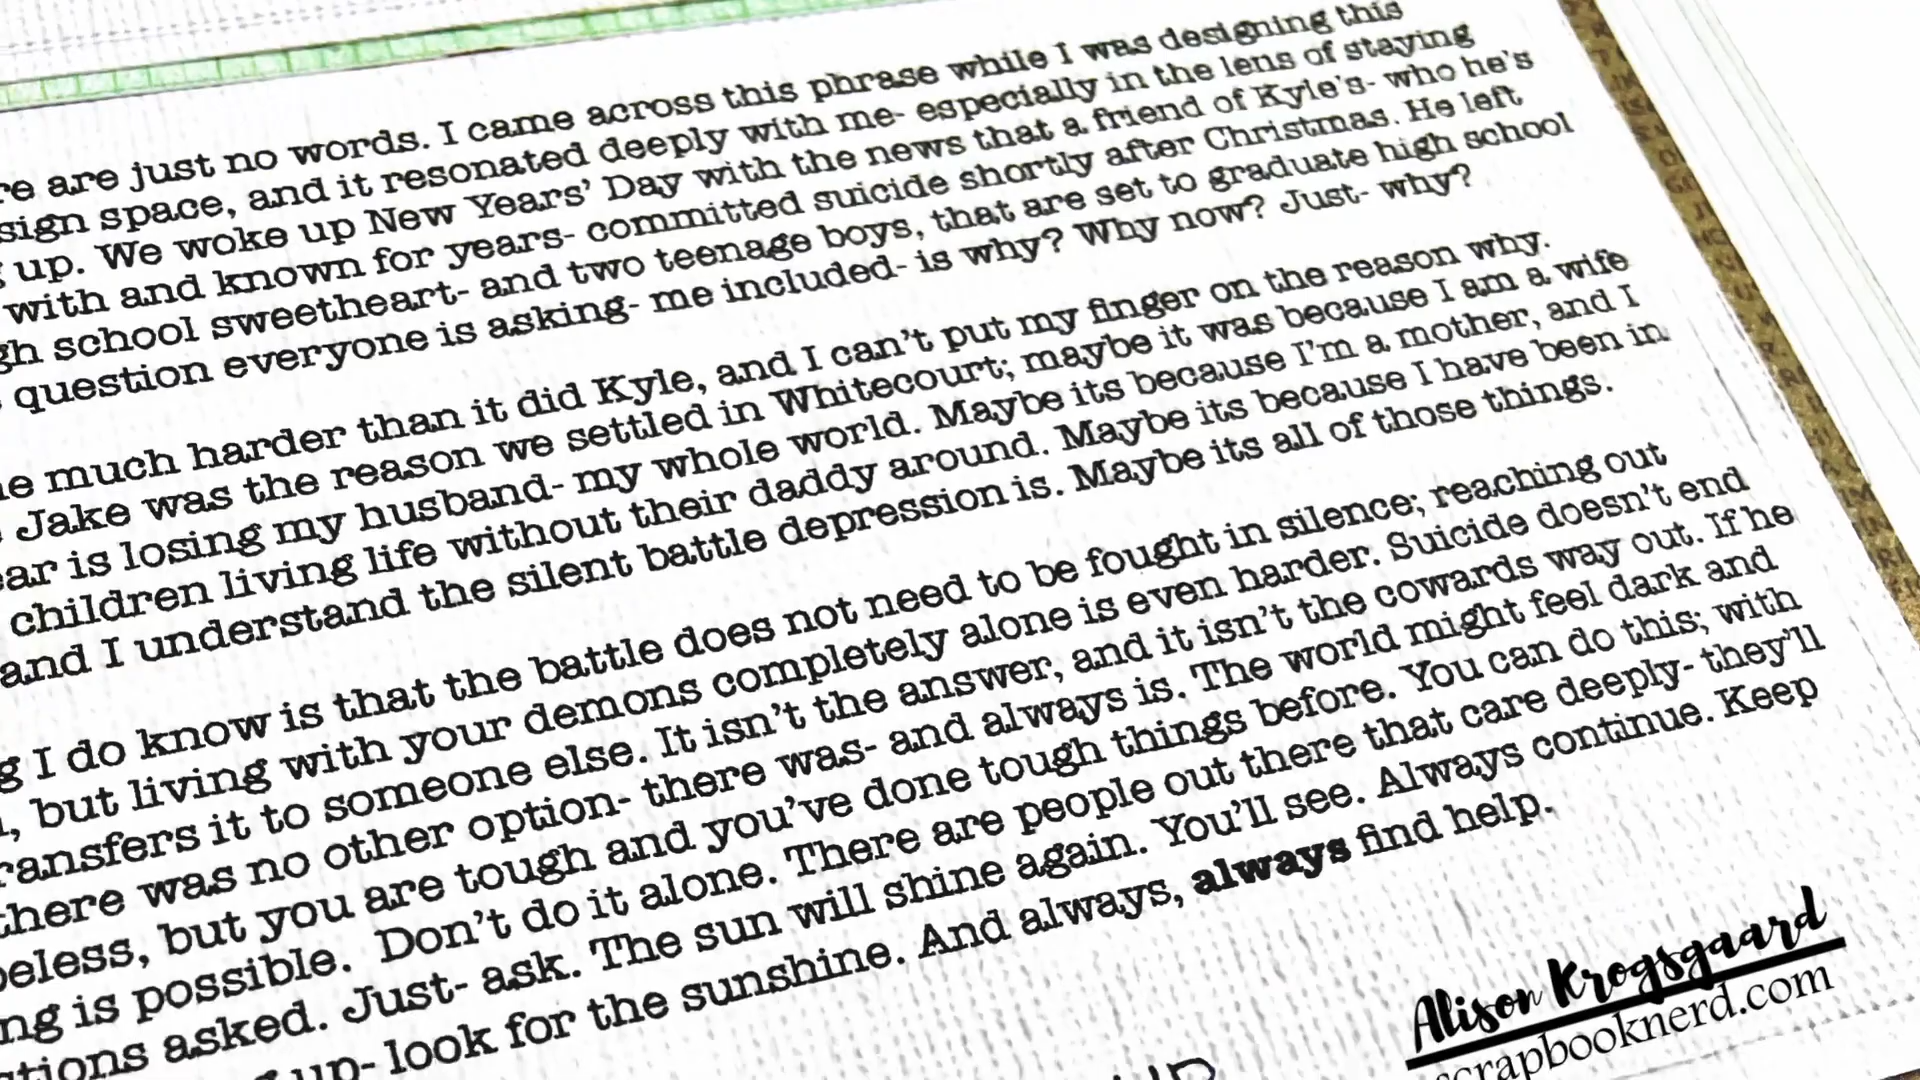 are just no words. I came across this phrase while I was designing this
space, and it resonated deeply with me- especially in the lens of staying
up. We woke up New Years' Day with the news that a friend of Kyle's- who he's
with and known for years- committed suicide shortly after Christmas. He left
school sweetheart- and two teenage boys, that are set to graduate high school
question everyone is asking- me included- is why? Why now? Just- why?
much harder than it did Kyle, and I can't put my finger on the reason why.
Jake was the reason we settled in Whitecourt; maybe it was because I am a wife
is losing my husband- my whole world. Maybe its because I'm a mother, and I
children living life without their daddy around. Maybe its because I have been in
and I understand the silent battle depression is. Maybe its all of those things.
I do know is that the battle does not need to be fought in silence; reaching out
but living with your demons completely alone is even harder. Suicide doesn't end
ransfers it to someone else. It isn't the answer, and it isn't the cowards way out. If he
there was no other option- there was- and always is. The world might feel dark and
eless, but you are tough and you've done tough things before. You can do this; with
ng is possible. Don't do it alone. There are people out there that care deeply- they'll
tions asked. Just- ask. The sun will shine again. You'll see. Always continue. Keep
up- look for the sunshine. And always, always find help.
Alison Krogsgaard
scrapbooknerd.com